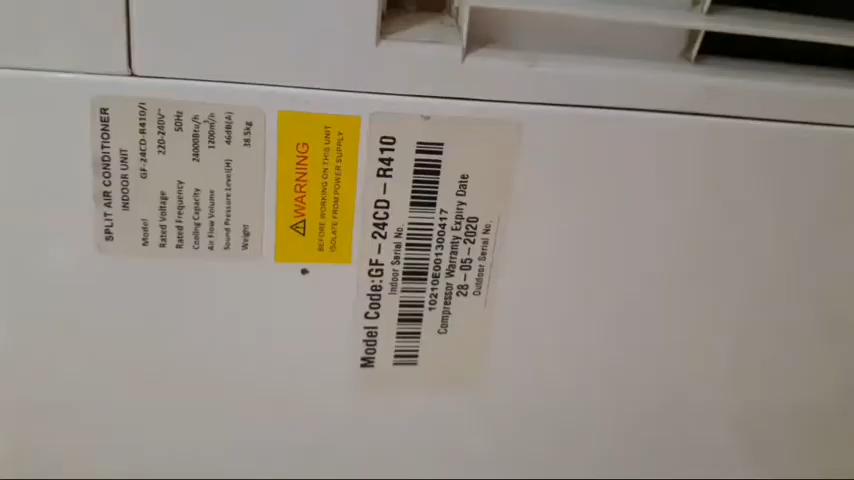 SPLIT AIR CONDITIONER
INDOOR UNIT
Model GF-24CD-R410/I
Rated Voltage 220-240V~
Rated Frequency 50Hz
Cooling Capacity 24000Btu/h
Air Flow Volume 1200m³/h
Sound Pressure Level(H) 46dB(A)
Weight 18.5kg
WARNING
BEFORE WORKING ON THIS UNIT
ISOLATE FROM POWER SUPPLY
Model Code:GF-24CD-R410
Indoor Serial No.
10210E001300417
Compressor Warranty Expiry Date
28-05-2020
Outdoor Serial No.